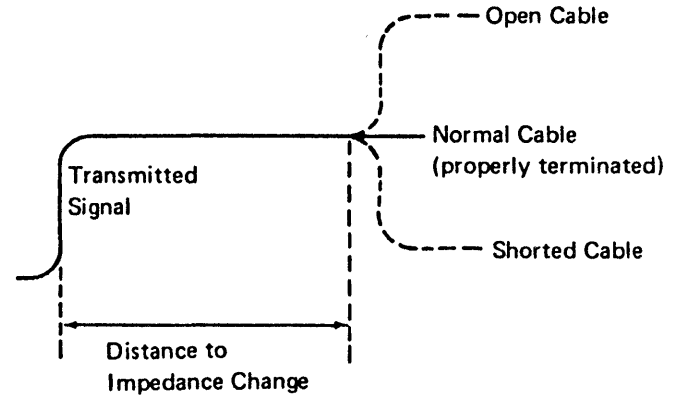 Open Cable
Normal Cable
(properly terminated)
Transmitted
Signal
Shorted Cable
Distance to
Impedance Change